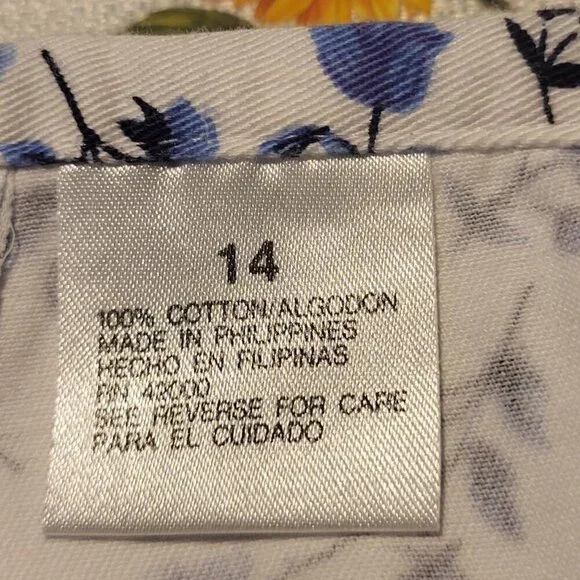 14
100% COTTON/ALGODON
MADE IN PHILIPPINES
HECHO EN FILIPINAS
RN 42000
SEE REVERSE FOR CARE
PARA EL CUIDADO